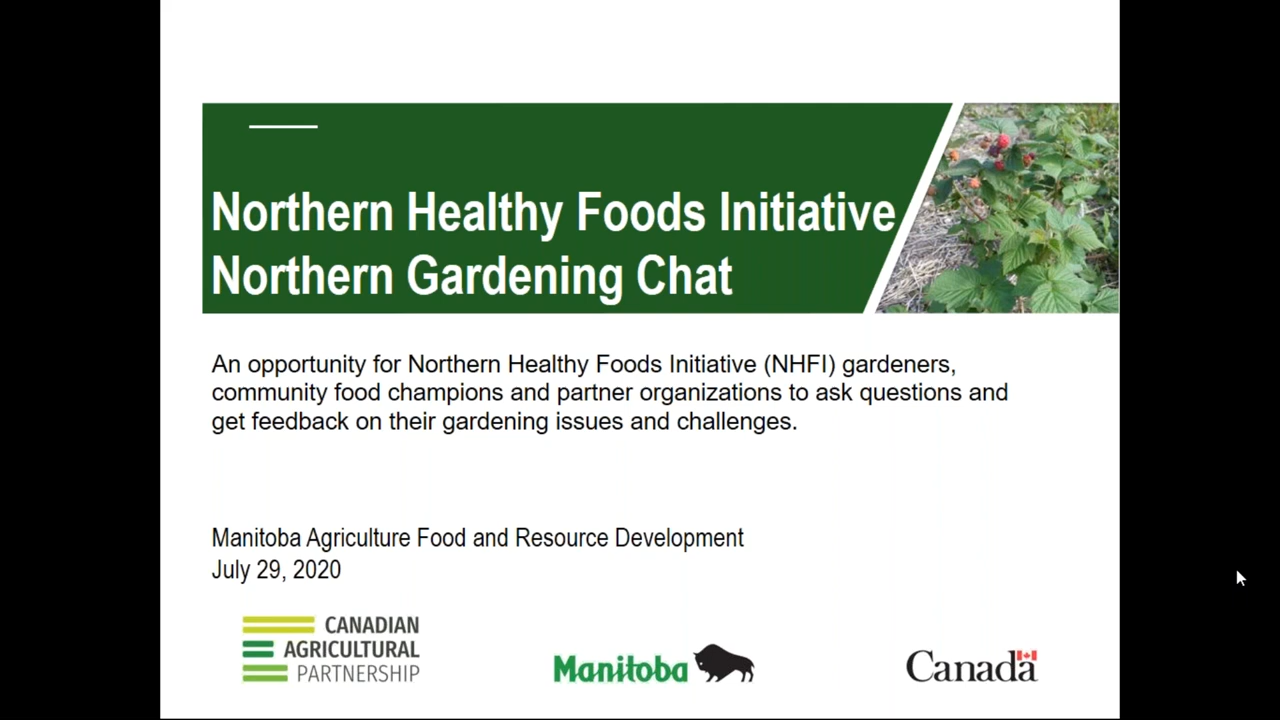 Northern Healthy Foods Initiative
Northern Gardening Chat
An opportunity for Northern Healthy Foods Initiative (NHFI) gardeners,
community food champions and partner organizations to ask questions and
get feedback on their gardening issues and challenges.
Manitoba Agriculture Food and Resource Development
July 29, 2020
CANADIAN
AGRICULTURAL
PARTNERSHIP
Manitoba
Canada